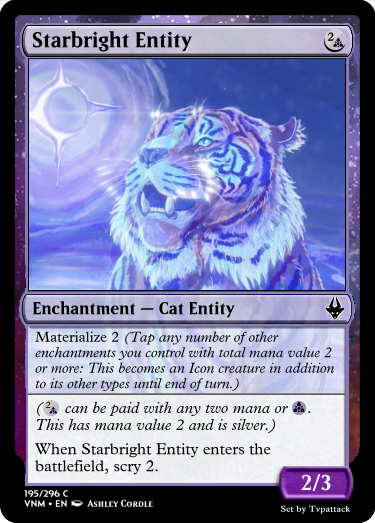 Starbright Entity
2
Enchantment — Cat Entity
Materialize 2 (Tap any number of other
enchantments you control with total mana value 2
or more: This becomes an Icon creature in addition
to its other types until end of turn.)
(2 can be paid with any two mana or .
This has mana value 2 and is silver.)
When Starbright Entity enters the
battlefield, scry 2.
2/3
195/296 C
VNM • EN Ashley Cordle
Set by Tvpattack